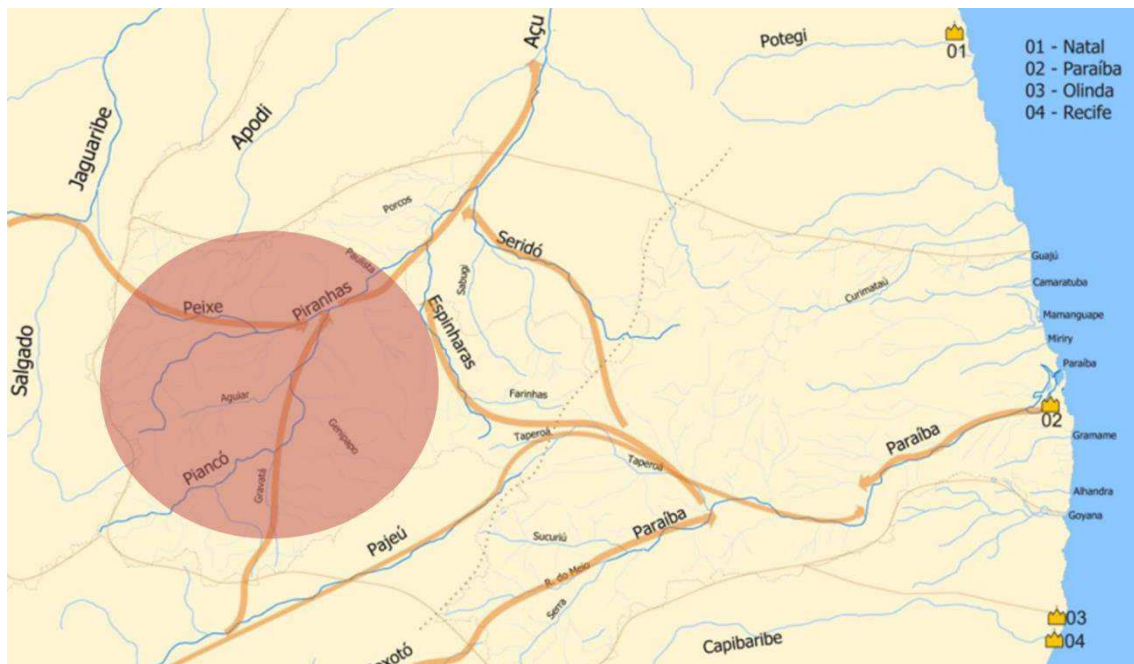 Potegi
01
01 - Natal
02 - Paraíba
03 - Olinda
04 - Recife
Açu
Apodi
Jaguaribe
Porcos
Seridó
Sabugi
Paulista
Guajú
Camaratuba
Curimataú
Mamanguape
Miriry
Paraíba
Peixe
Piranhas
Espinharas
Salgado
Aguiar
Farinhas
02
Genipapo
Taperoá
Taperoá
Paraíba
Gramame
Piancó
Gravatá
Alhandra
Goyana
Pajeú
Sucuriú
Paraíba
R. do Meio
Serra
03
04
Capibaribe
oxotó